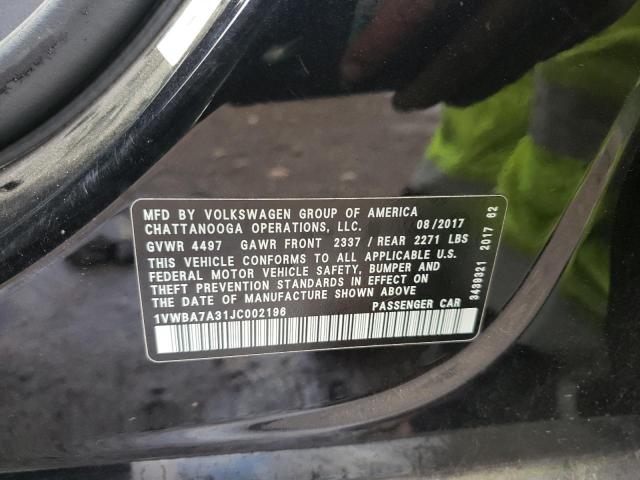 MFD BY VOLKSWAGEN GROUP OF AMERICA
CHATTANOOGA OPERATIONS, LLC. 08/2017
GVWR 4497 GAWR FRONT 2337 / REAR 2271 LBS
THIS VEHICLE CONFORMS TO ALL APPLICABLE U.S.
FEDERAL MOTOR VEHICLE SAFETY, BUMPER AND
THEFT PREVENTION STANDARDS IN EFFECT ON
THE DATE OF MANUFACTURE SHOWN ABOVE
1VWBA7A31JC002196 PASSENGER CAR
3439321 2017 62